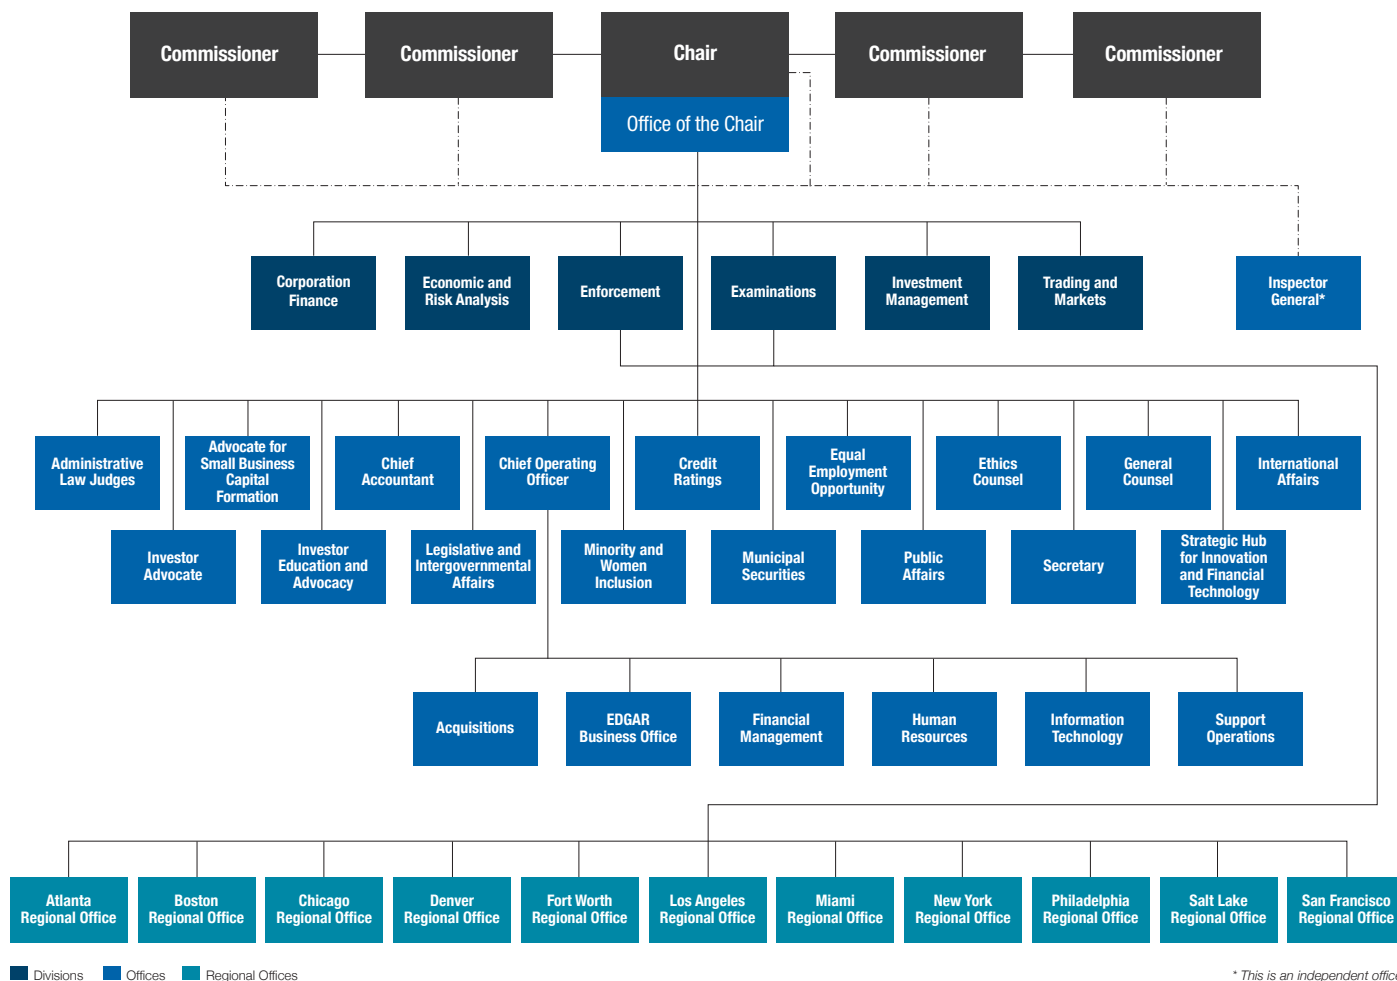 Commissioner
Commissioner
Chair
Commissioner
Commissioner
Office of the Chair
Corporation
Finance
Economic and
Risk Analysis
Enforcement
Examinations
Investment
Management
Trading and
Markets
Inspector
General*
Administrative
Law Judges
Advocate for
Small Business
Capital
Formation
Chief
Accountant
Chief Operating
Officer
Credit
Ratings
Equal
Employment
Opportunity
Ethics
Counsel
General
Counsel
International
Affairs
Investor
Advocate
Investor
Education and
Advocacy
Legislative and
Intergovernmental
Affairs
Minority and
Women
Inclusion
Municipal
Securities
Public
Affairs
Secretary
Strategic Hub
for Innovation
and Financial
Technology
Acquisitions
EDGAR
Business Office
Financial
Management
Human
Resources
Information
Technology
Support
Operations
Atlanta
Regional Office
Boston
Regional Office
Chicago
Regional Office
Denver
Regional Office
Fort Worth
Regional Office
Los Angeles
Regional Office
Miami
Regional Office
New York
Regional Office
Philadelphia
Regional Office
Salt Lake
Regional Office
San Francisco
Regional Office
Divisions
Offices
Regional Offices
* This is an independent office